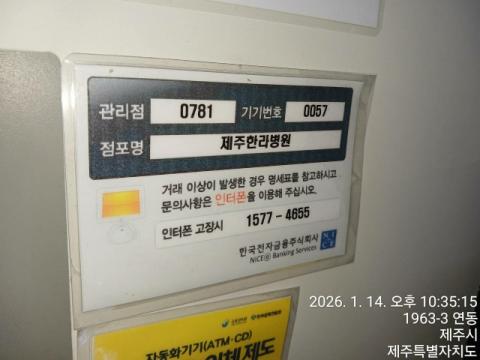 관리점 0781 기기번호 0057
점포명 제주한라병원
거래 이상이 발생한 경우 명세표를 참고하시고
문의사항은 인터폰을 이용해 주십시오.
인터폰 고장시 1577-4655
한국전자금융주식회사
NICE Banking Services
NICE
자동화기기(ATM·CD)
2026. 1. 14. 오후 10:35:15
1963-3 연동
제주시
제주특별자치도